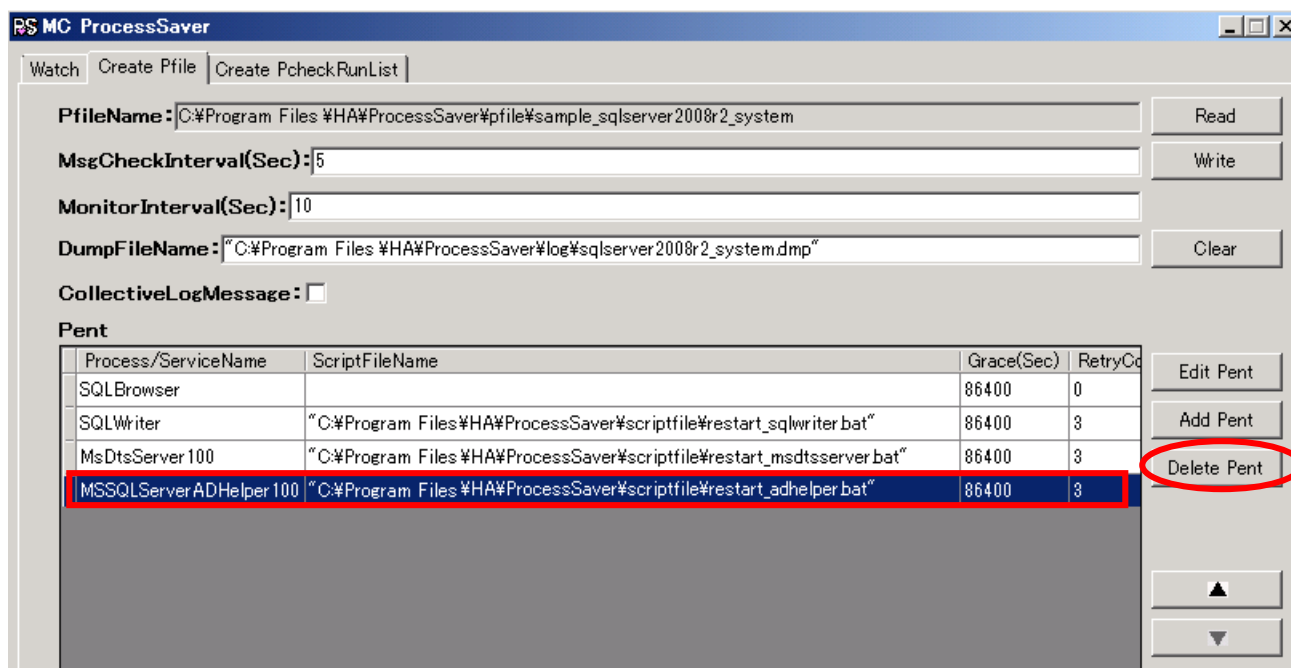 MC ProcessSaver
Watch Create Pfile Create PcheckRunList
PfileName: C:¥Program Files ¥HA¥ProcessSaver¥pfile¥sample_sqlserver2008r2_system Read
MsgCheckInterval(Sec): 5 Write
MonitorInterval(Sec): 10
DumpFileName: "C:¥Program Files ¥HA¥ProcessSaver¥log¥sqlserver2008r2_system.dmp" Clear
CollectiveLogMessage:
Pent
Process/ServiceName ScriptFileName Grace(Sec) RetryCo
Edit Pent
SQLBrowser 86400 0
SQLWriter "C:¥Program Files¥HA¥ProcessSaver¥scriptfile¥restart_sqlwriter.bat" 86400 3 Add Pent
MsDtsServer100 "C:¥Program Files ¥HA¥ProcessSaver¥scriptfile¥restart_msdtsserver.bat" 86400 3 Delete Pent
MSSQLServerADHelper100 "C:¥Program Files ¥HA¥ProcessSaver¥scriptfile¥restart_adhelper.bat" 86400 3
▲
▼